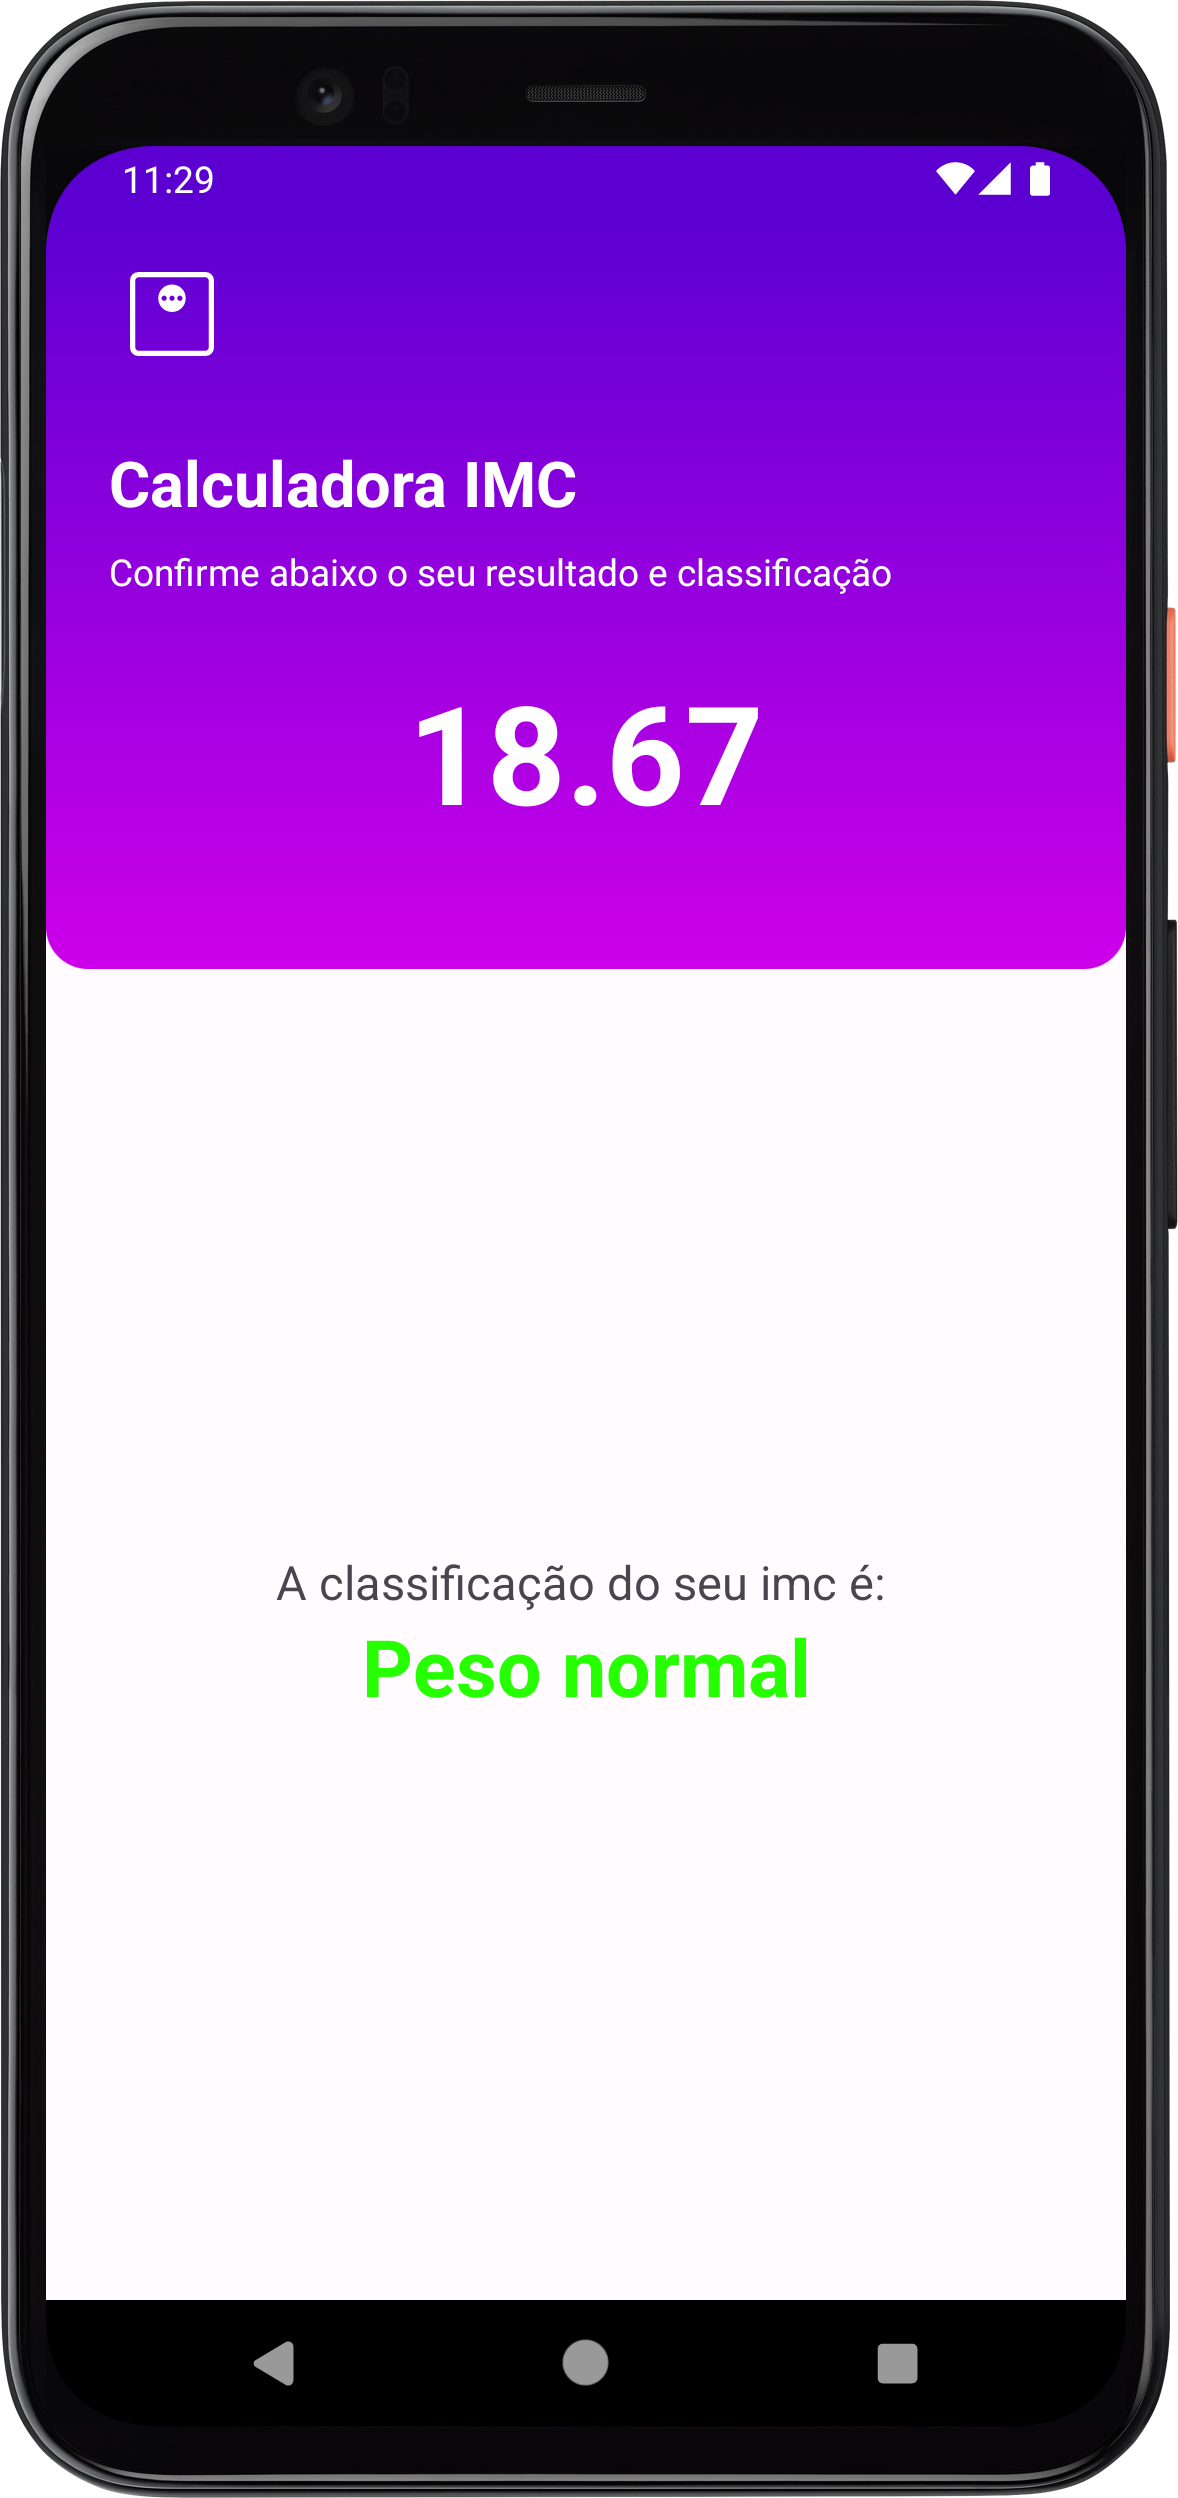 11:29
Calculadora IMC
Confirme abaixo o seu resultado e classificação
18.67
A classificação do seu imc é:
Peso normal